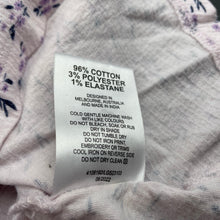 96% COTTON
3% POLYESTER
1% ELASTANE
DESIGNED IN
MELBOURNE, AUSTRALIA
AND MADE IN INDIA
COLD GENTLE MACHINE WASH
WITH LIKE COLOURS
DO NOT BLEACH, SOAK OR RUB
DRY IN SHADE
DO NOT TUMBLE DRY
DO NOT IRON PRINT,
EMBROIDERY OR TRIMS
COOL IRON ON REVERSE SIDE
DO NOT DRY CLEAN